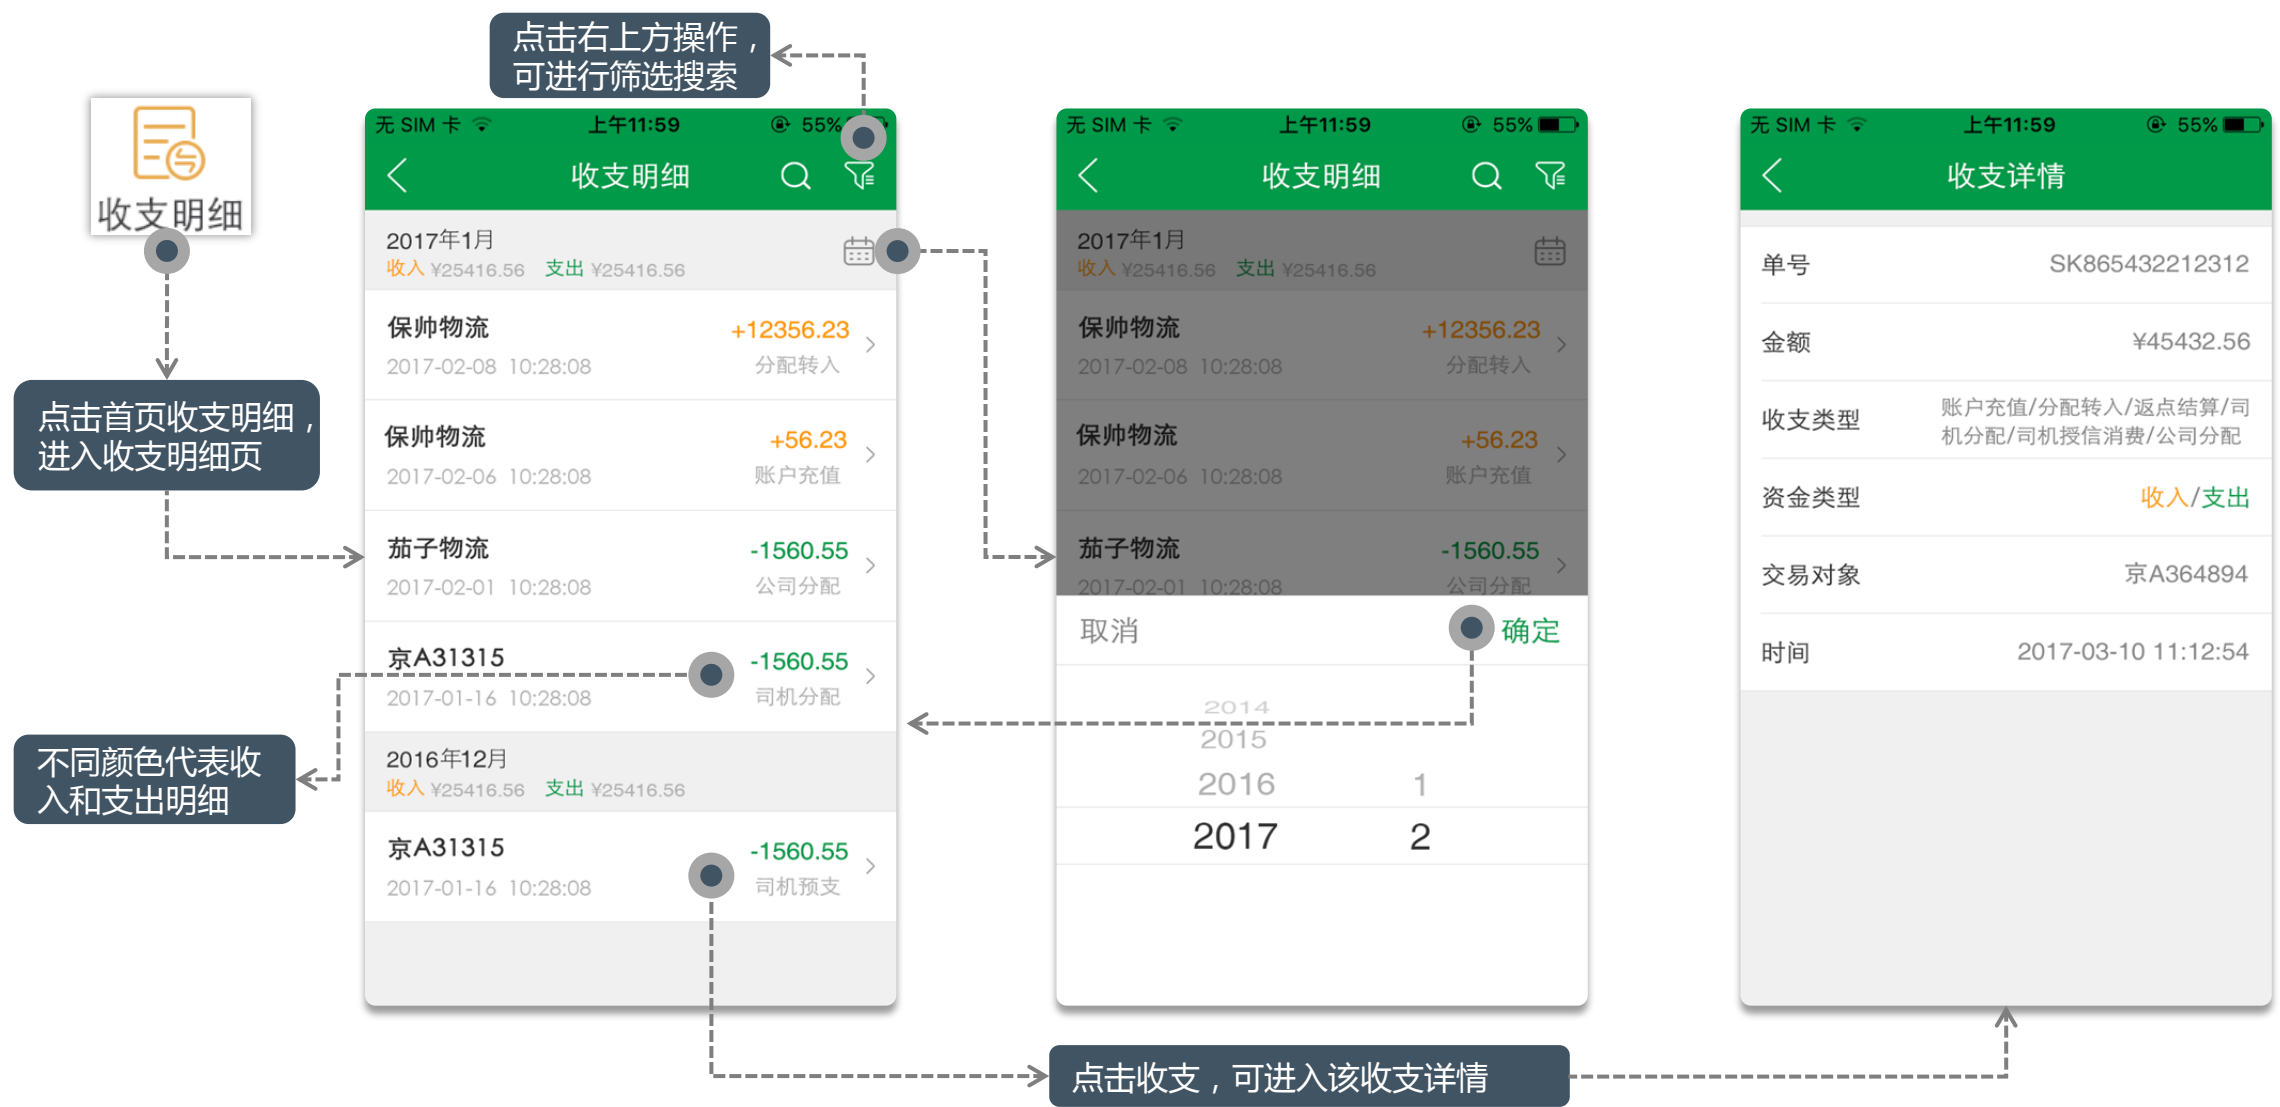 点击右上方操作，
可进行筛选搜索
收支明细
点击首页收支明细，
进入收支明细页
不同颜色代表收
入和支出明细
无 SIM 卡 上午11:59 55%
收支明细
2017年1月
收入 ¥25416.56 支出 ¥25416.56
保帅物流 +12356.23
2017-02-08 10:28:08 分配转入
保帅物流 +56.23
2017-02-06 10:28:08 账户充值
茄子物流 -1560.55
2017-02-01 10:28:08 公司分配
京A31315 -1560.55
2017-01-16 10:28:08 司机分配
2016年12月
收入 ¥25416.56 支出 ¥25416.56
京A31315 -1560.55
2017-01-16 10:28:08 司机预支
无 SIM 卡 上午11:59 55%
收支明细
2017年1月
收入 ¥25416.56 支出 ¥25416.56
保帅物流 +12356.23
2017-02-08 10:28:08 分配转入
保帅物流 +56.23
2017-02-06 10:28:08 账户充值
茄子物流 -1560.55
2017-02-01 10:28:08 公司分配
取消 确定
2014
2015
2016 1
2017 2
点击收支，可进入该收支详情
无 SIM 卡 上午11:59 55%
收支详情
单号 SK865432212312
金额 ¥45432.56
收支类型 账户充值/分配转入/返点结算/司
机分配/司机授信消费/公司分配
资金类型 收入/支出
交易对象 京A364894
时间 2017-03-10 11:12:54